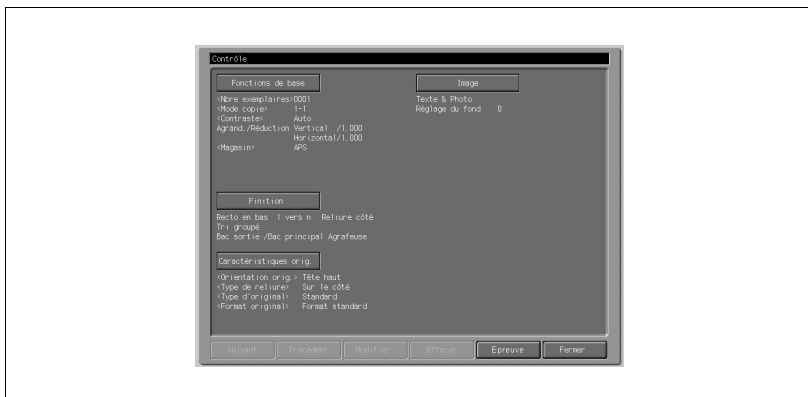 Contrôle
Fonctions de base
<Nbre exemplaires>0001
<Mode copie> 1-1
<Contraste> Auto
Agrand./Réduction Vertical /1.000
Horizontal/1.000
<Magasin> APS
Image
Texte & Photo
Réglage du fond 0
Finition
Recto en bas 1 vers n Reliure côté
Tri groupé
Bac sortie /Bac principal Agrafeuse
Caractéristiques orig.
<Orientation orig.> Tête haut
<Type de reliure> Sur le côté
<Type d'original> Standard
<Format original> Format standard
Suivant Précédent Modifier Effacer Epreuve Fermer